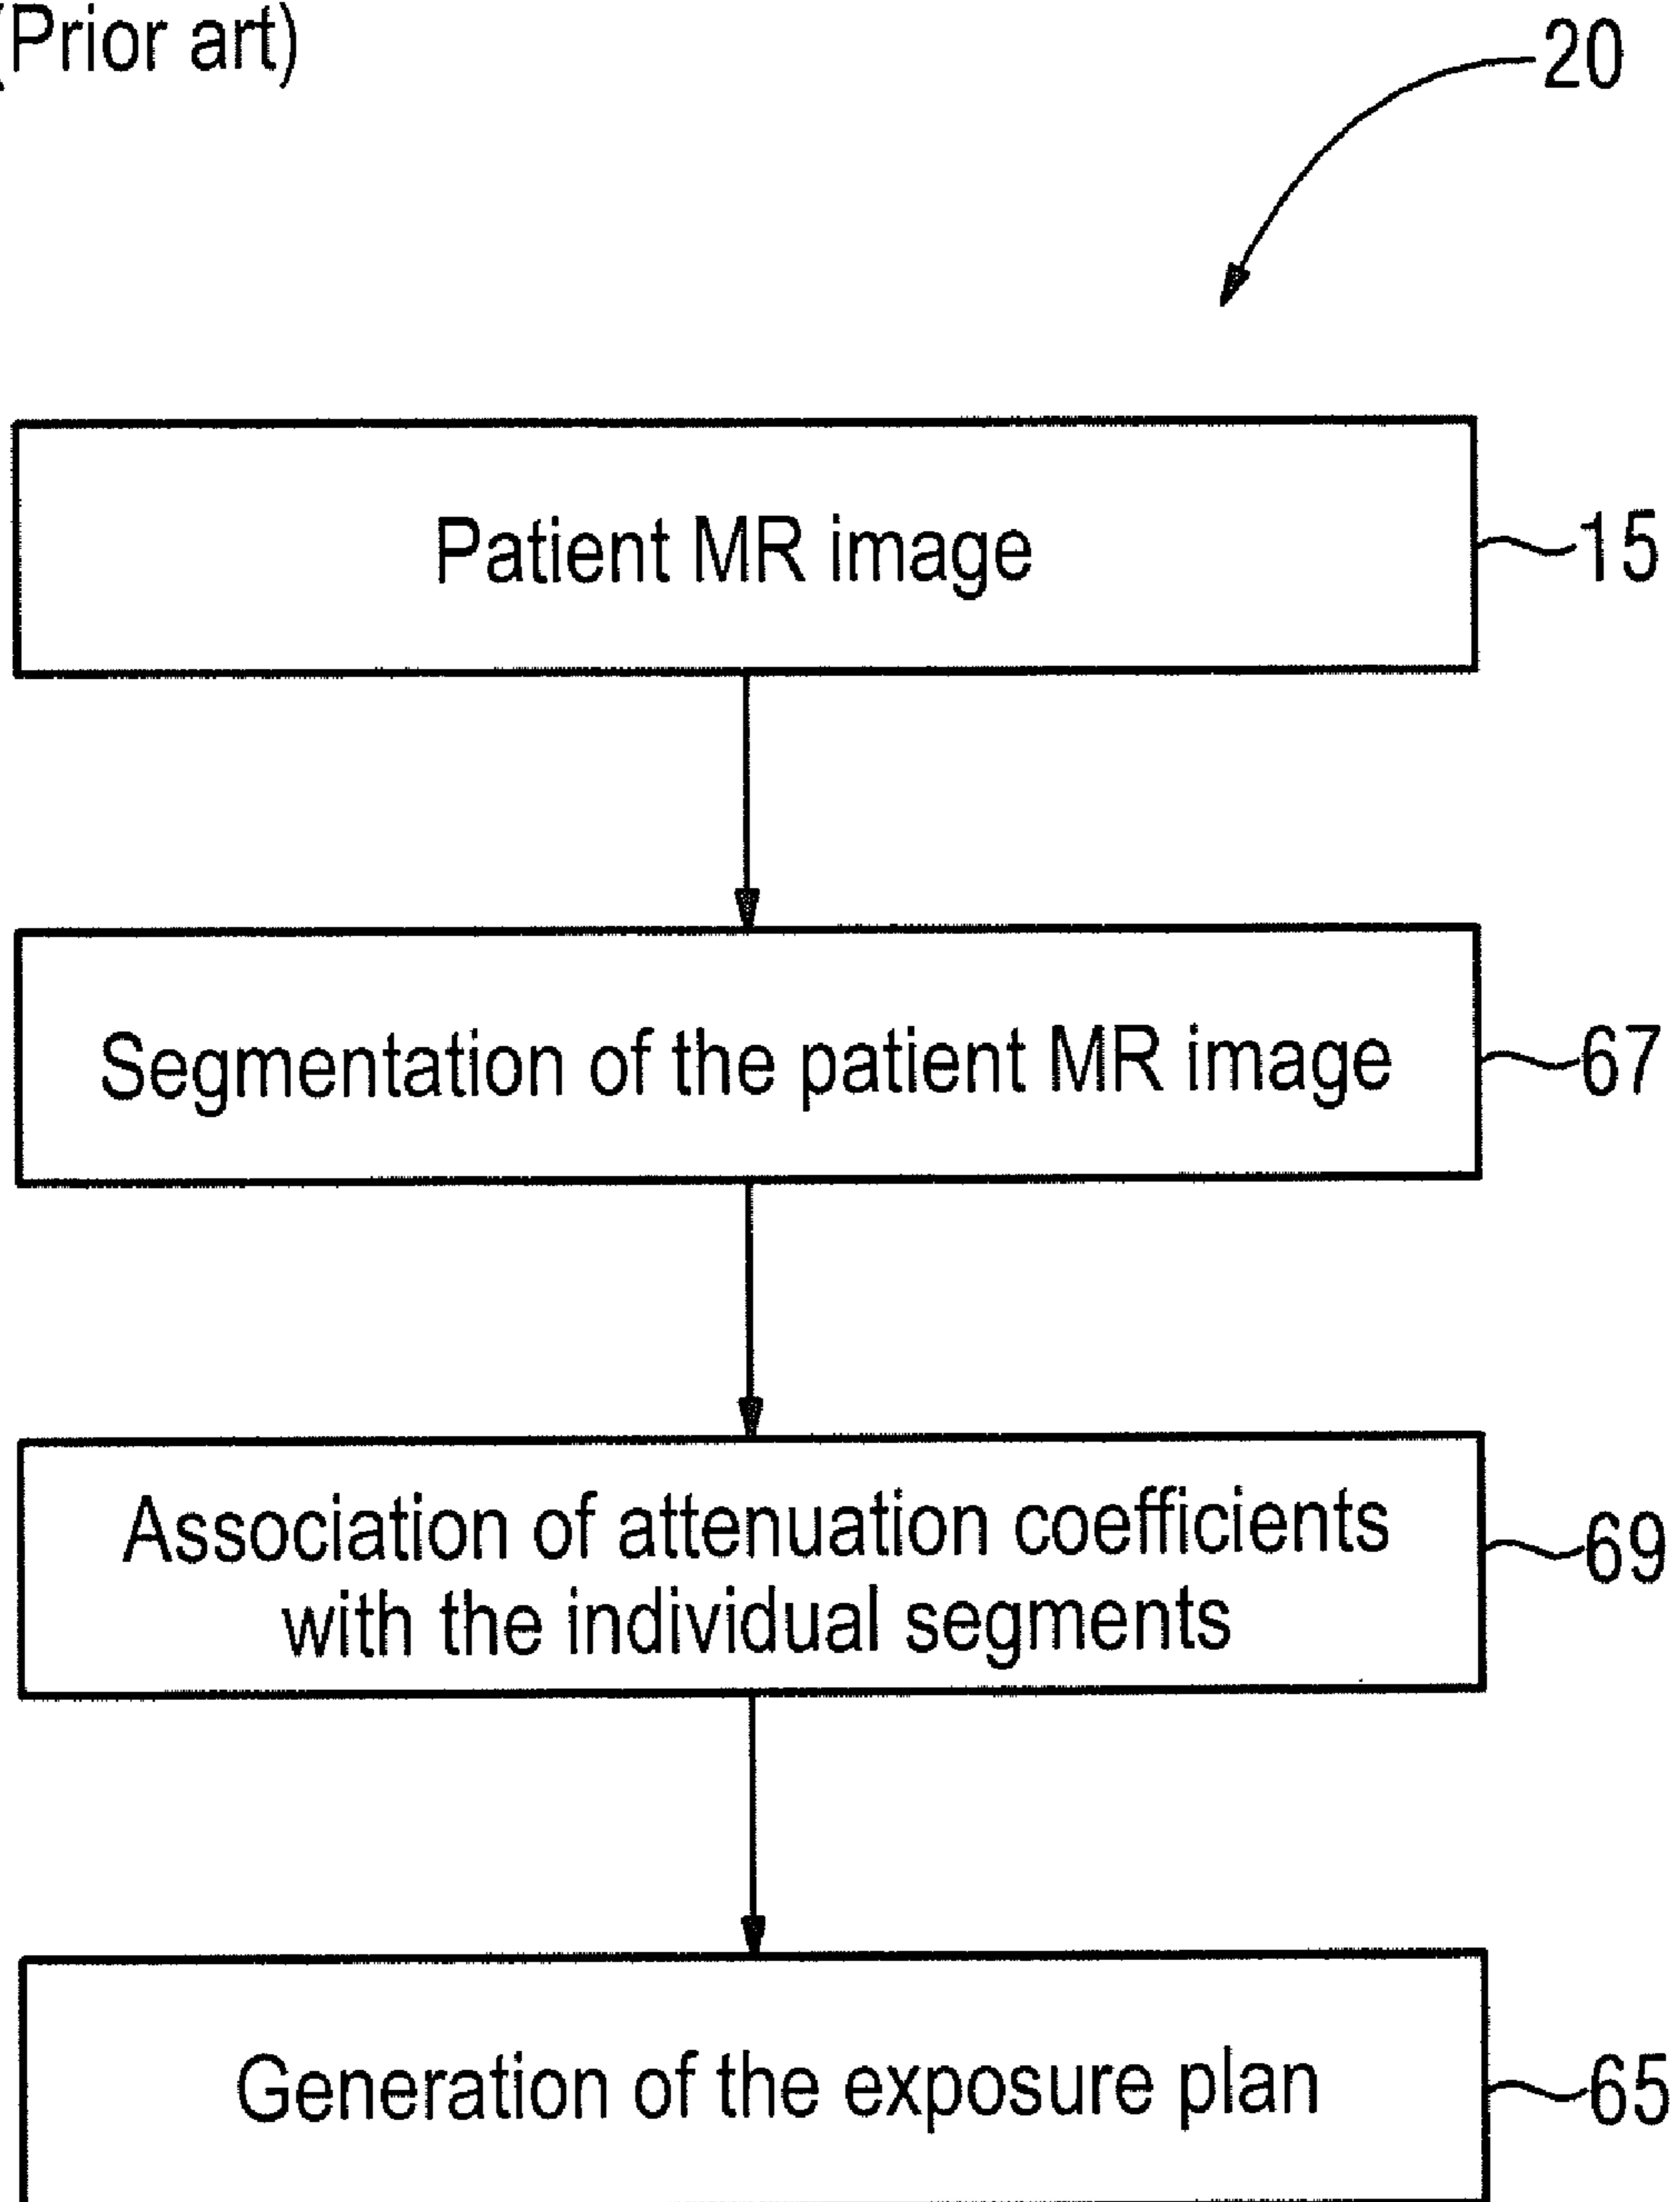 (Prior art)
20
Patient MR image
15
Segmentation of the patient MR image
67
Association of attenuation coefficients
with the individual segments
69
Generation of the exposure plan
65